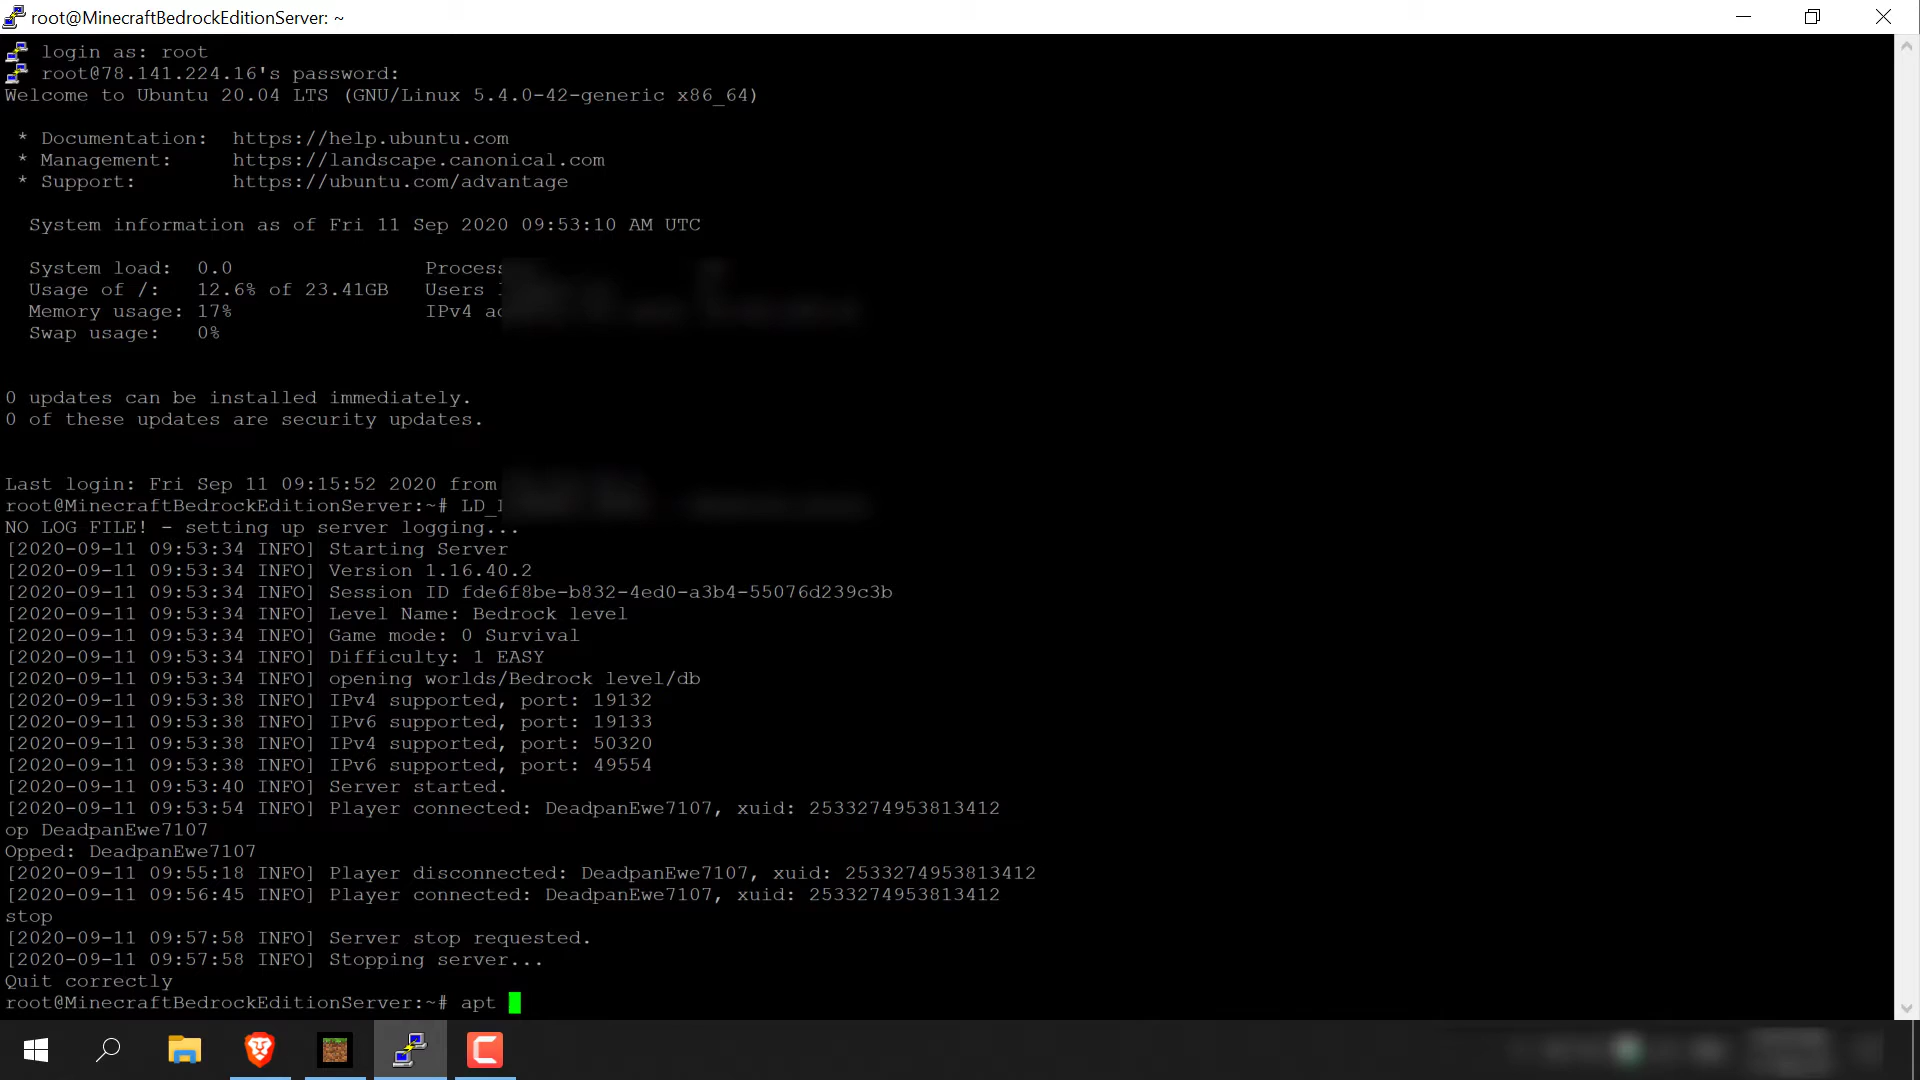 root@MinecraftBedrockEditionServer: ~
login as: root
root@78.141.224.16's password:
Welcome to Ubuntu 20.04 LTS (GNU/Linux 5.4.0-42-generic x86_64)
* Documentation: https://help.ubuntu.com
* Management: https://landscape.canonical.com
* Support: https://ubuntu.com/advantage
System information as of Fri 11 Sep 2020 09:53:10 AM UTC
System load: 0.0 Process
Usage of /: 12.6% of 23.41GB Users
Memory usage: 17% IPv4 ad
Swap usage: 0%
0 updates can be installed immediately.
0 of these updates are security updates.
Last login: Fri Sep 11 09:15:52 2020 from
root@MinecraftBedrockEditionServer:~# LD_
NO LOG FILE! - setting up server logging...
[2020-09-11 09:53:34 INFO] Starting Server
[2020-09-11 09:53:34 INFO] Version 1.16.40.2
[2020-09-11 09:53:34 INFO] Session ID fde6f8be-b832-4ed0-a3b4-55076d239c3b
[2020-09-11 09:53:34 INFO] Level Name: Bedrock level
[2020-09-11 09:53:34 INFO] Game mode: 0 Survival
[2020-09-11 09:53:34 INFO] Difficulty: 1 EASY
[2020-09-11 09:53:34 INFO] opening worlds/Bedrock level/db
[2020-09-11 09:53:38 INFO] IPv4 supported, port: 19132
[2020-09-11 09:53:38 INFO] IPv6 supported, port: 19133
[2020-09-11 09:53:38 INFO] IPv4 supported, port: 50320
[2020-09-11 09:53:38 INFO] IPv6 supported, port: 49554
[2020-09-11 09:53:40 INFO] Server started.
[2020-09-11 09:53:54 INFO] Player connected: DeadpanEwe7107, xuid: 2533274953813412
op DeadpanEwe7107
Opped: DeadpanEwe7107
[2020-09-11 09:55:18 INFO] Player disconnected: DeadpanEwe7107, xuid: 2533274953813412
[2020-09-11 09:56:45 INFO] Player connected: DeadpanEwe7107, xuid: 2533274953813412
stop
[2020-09-11 09:57:58 INFO] Server stop requested.
[2020-09-11 09:57:58 INFO] Stopping server...
Quit correctly
root@MinecraftBedrockEditionServer:~# apt